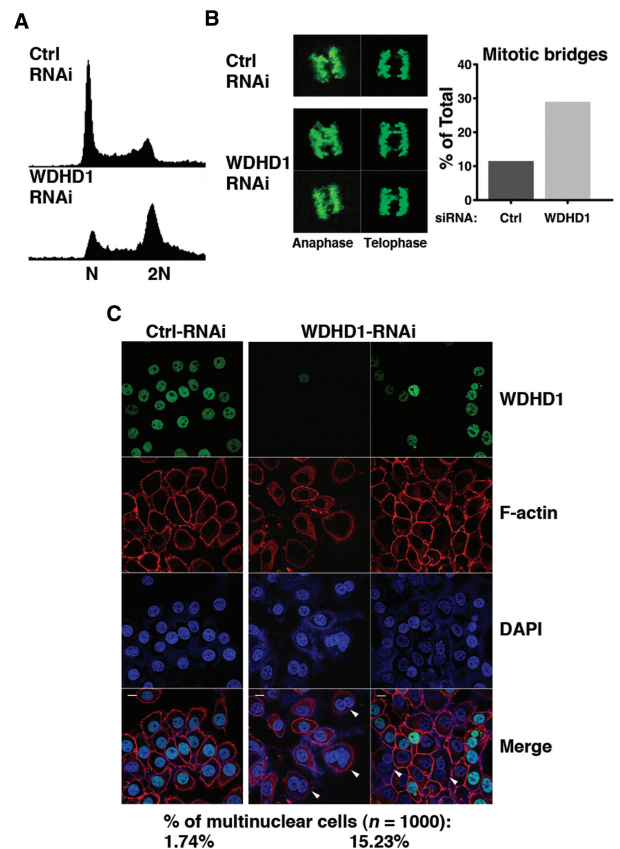 A
Ctrl
RNAi
WDHD1
RNAi
N 2N
B
Ctrl
RNAi
WDHD1
RNAi
Anaphase Telophase
Mitotic bridges
% of Total
40
30
20
10
0
siRNA: Ctrl WDHD1
C
Ctrl-RNAi WDHD1-RNAi
WDHD1
F-actin
DAPI
Merge
% of multinuclear cells (n = 1000):
1.74% 15.23%